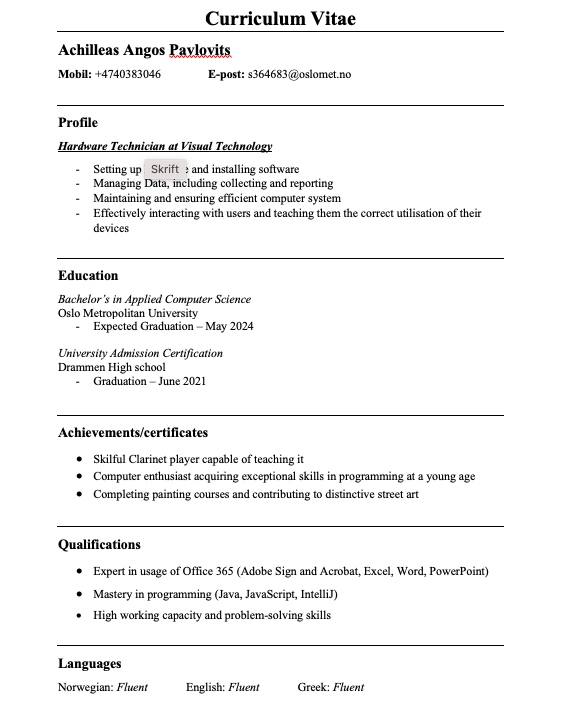 Curriculum Vitae
Achilleas Angos Pavlovits
Mobil: +4740383046 E-post: s364683@oslomet.no
Profile
Hardware Technician at Visual Technology
- Setting up Skrift e and installing software
- Managing Data, including collecting and reporting
- Maintaining and ensuring efficient computer system
- Effectively interacting with users and teaching them the correct utilisation of their
devices
Education
Bachelor’s in Applied Computer Science
Oslo Metropolitan University
- Expected Graduation – May 2024
University Admission Certification
Drammen High school
- Graduation – June 2021
Achievements/certificates
• Skilful Clarinet player capable of teaching it
• Computer enthusiast acquiring exceptional skills in programming at a young age
• Completing painting courses and contributing to distinctive street art
Qualifications
• Expert in usage of Office 365 (Adobe Sign and Acrobat, Excel, Word, PowerPoint)
• Mastery in programming (Java, JavaScript, IntelliJ)
• High working capacity and problem-solving skills
Languages
Norwegian: Fluent English: Fluent Greek: Fluent